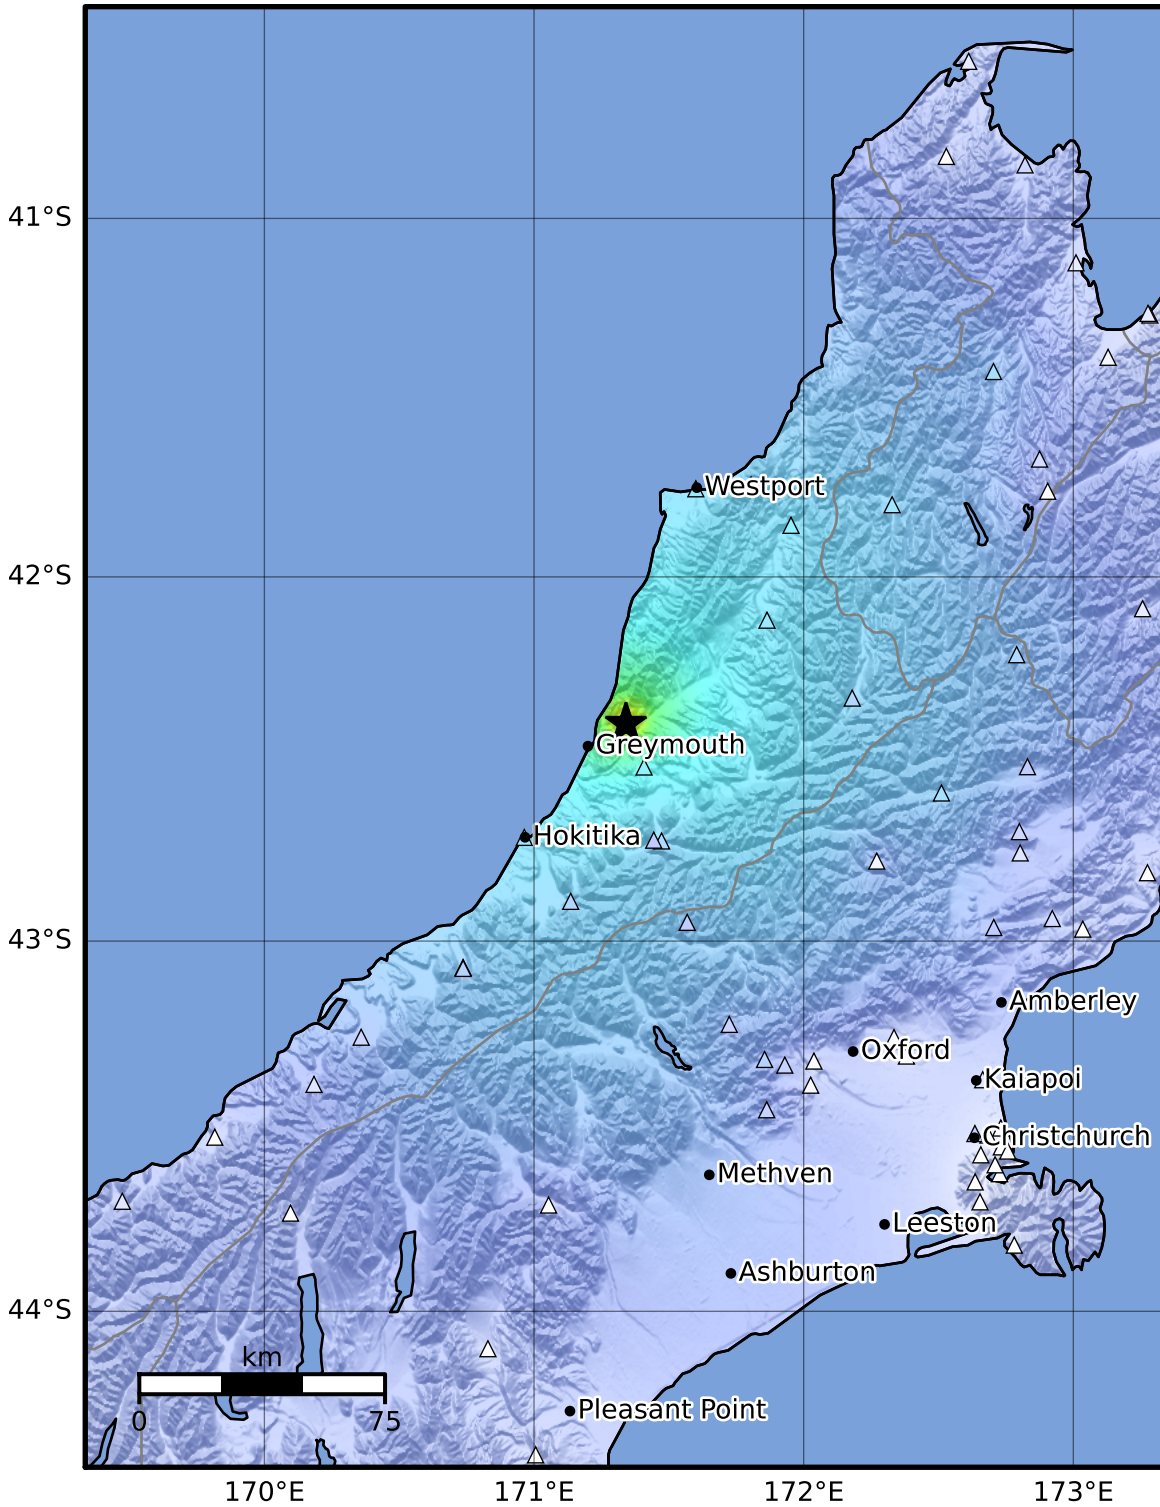 41°S
Westport
42°S
Greymouth
Hokitika
43°S
Amberley
Oxford
Kaiapoi
Christchurch
Methven
Leeston
Ashburton
44°S
km
0
75
Pleasant Point
170°E
171°E
172°E
173°E